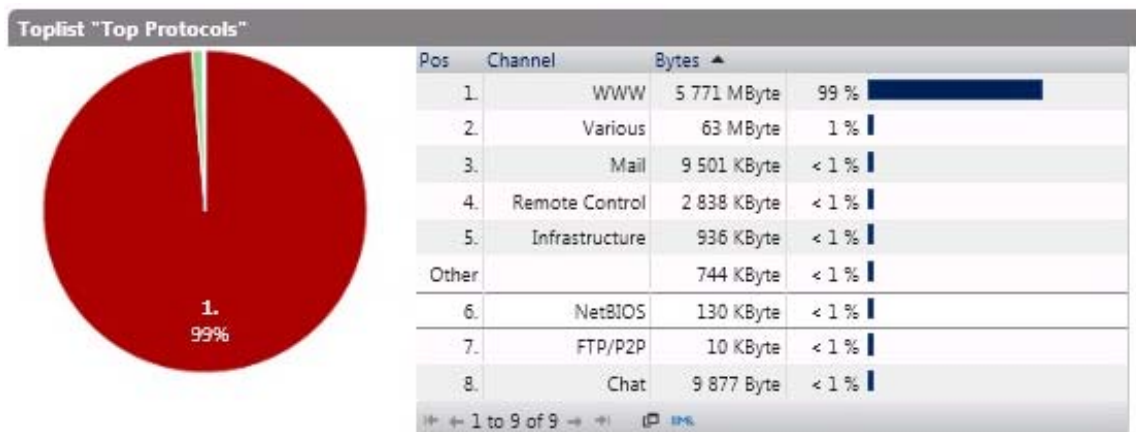 Toplist "Top Protocols"
1.
99%
Pos Channel Bytes
1. WWW 5 771 MByte 99 %
2. Various 63 MByte 1 %
3. Mail 9 501 KByte < 1 %
4. Remote Control 2 838 KByte < 1 %
5. Infrastructure 936 KByte < 1 %
Other 744 KByte < 1 %
6. NetBIOS 130 KByte < 1 %
7. FTP/P2P 10 KByte < 1 %
8. Chat 9 877 Byte < 1 %
1 to 9 of 9 XML